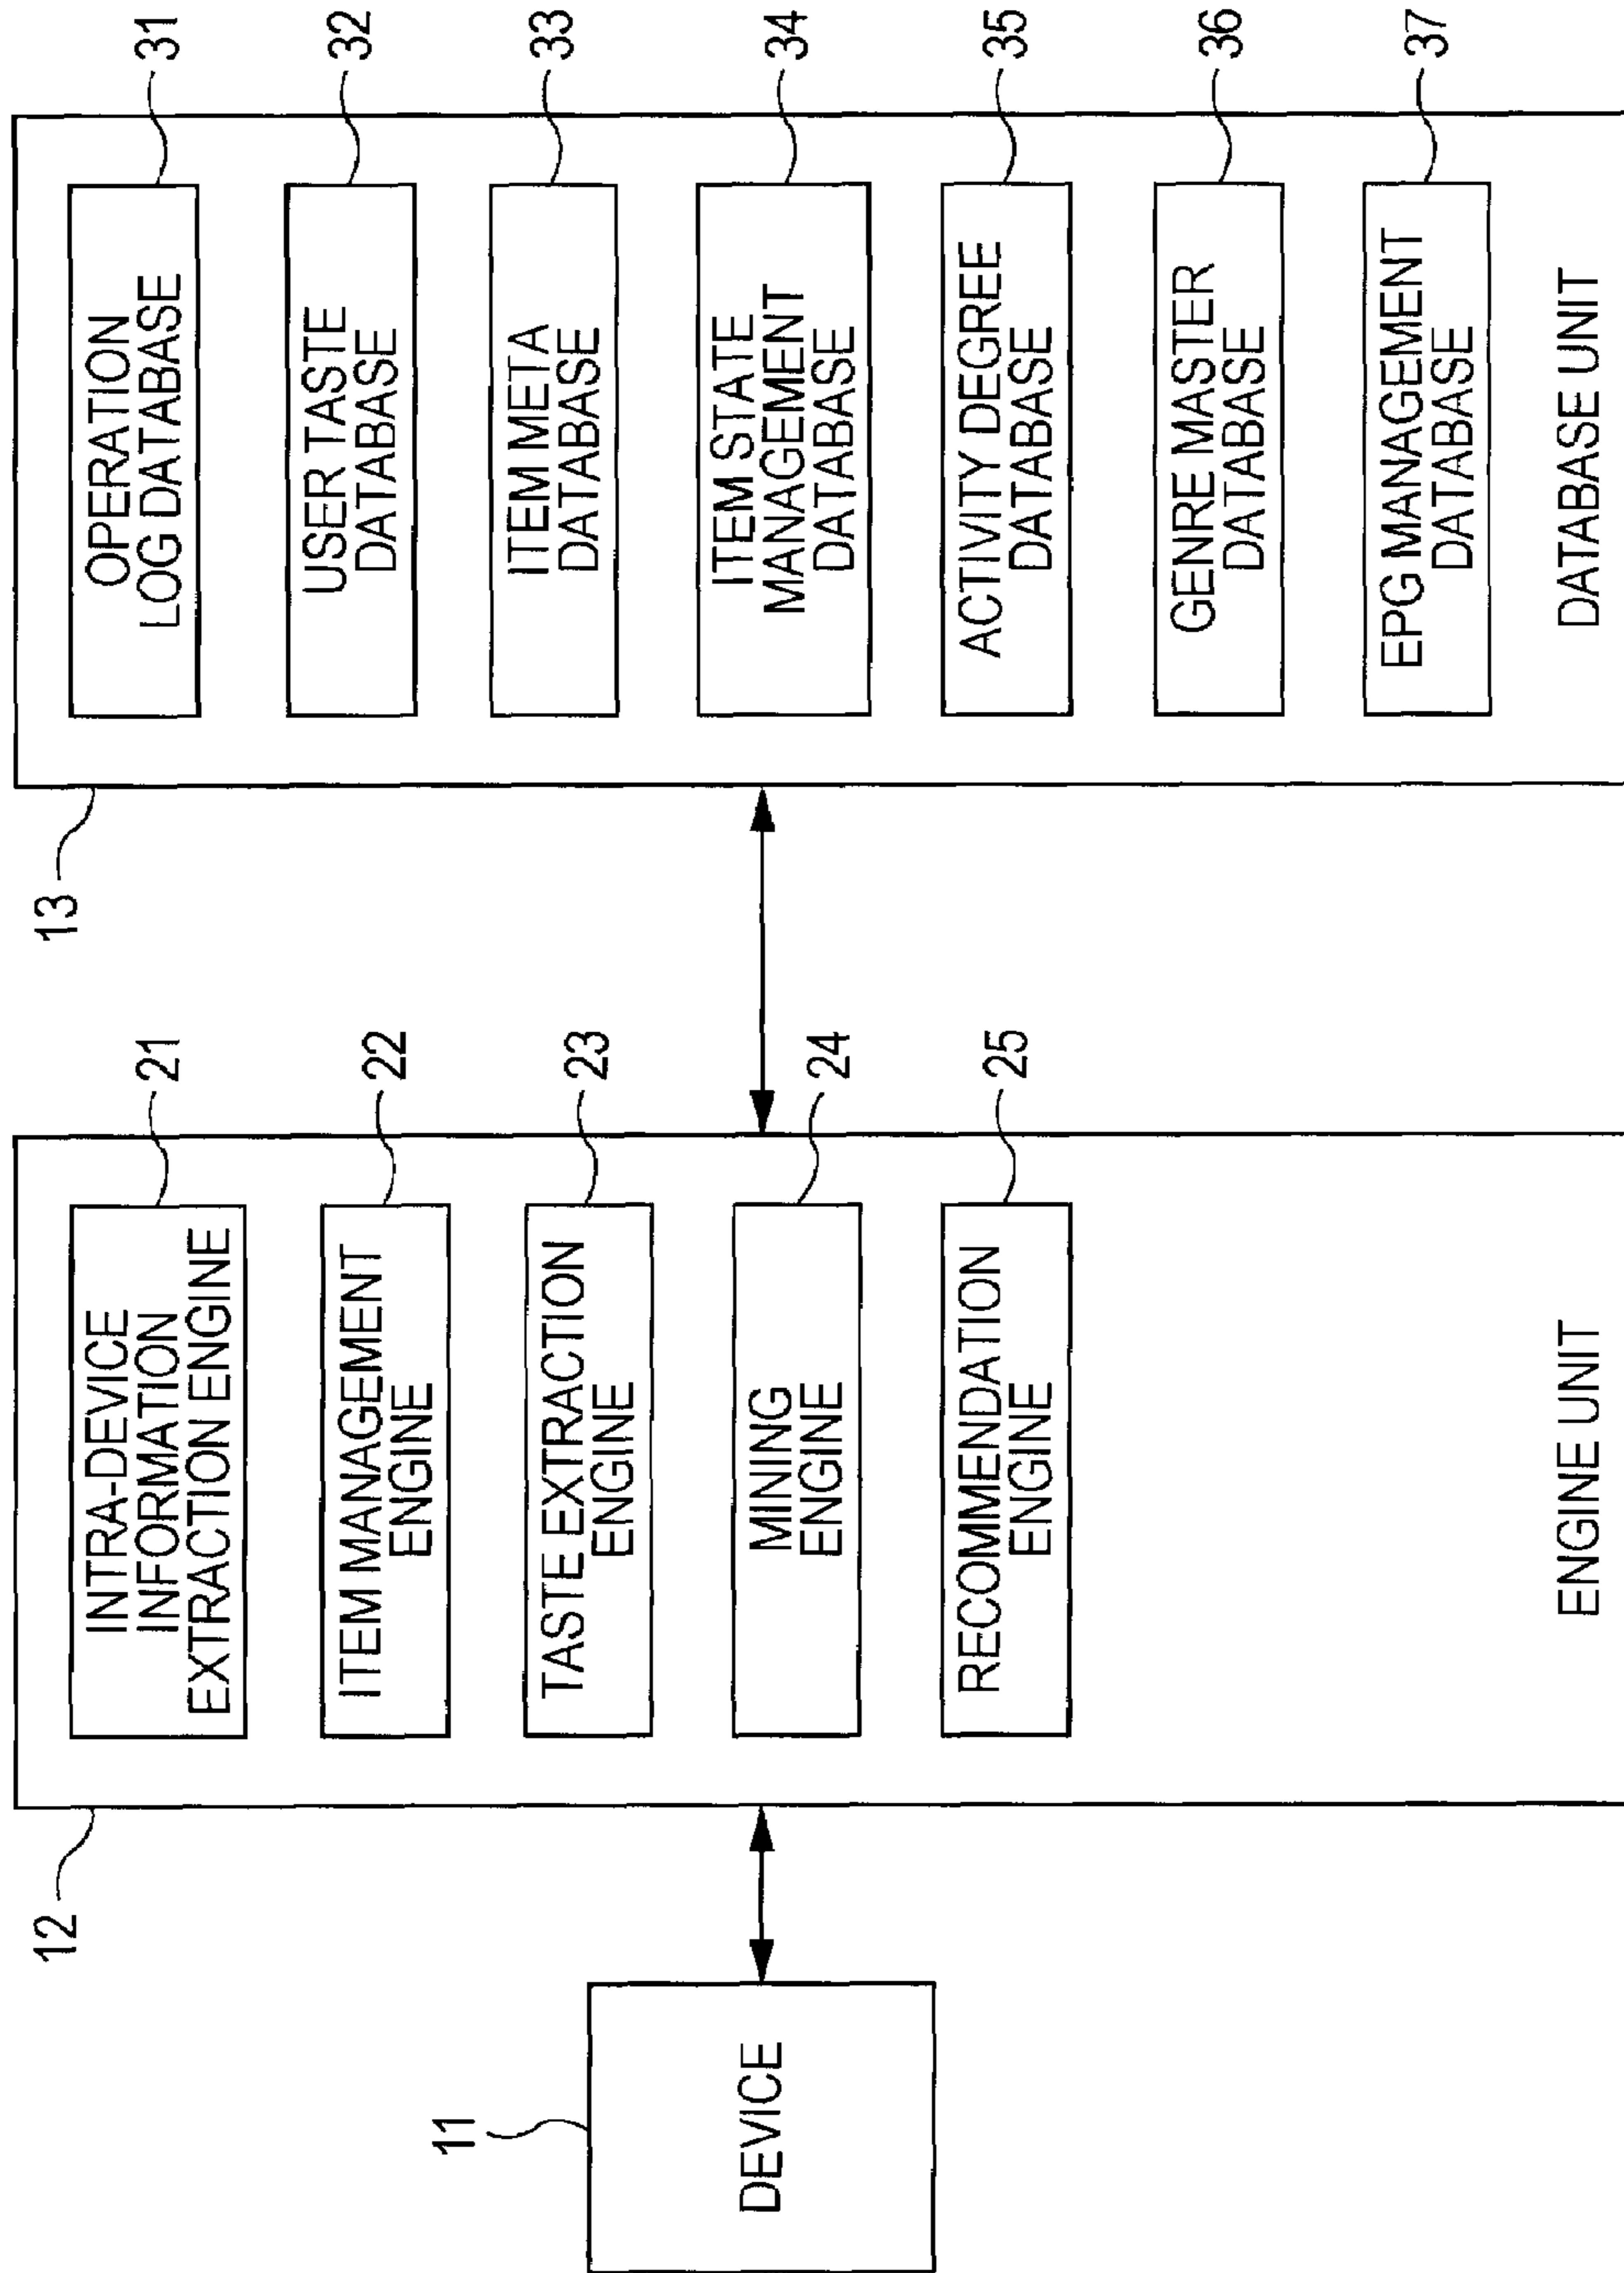 11
DEVICE
12
INTRA-DEVICE
INFORMATION
EXTRACTION ENGINE
21
ITEM MANAGEMENT
ENGINE
22
TASTE EXTRACTION
ENGINE
23
MINING
ENGINE
24
RECOMMENDATION
ENGINE
25
ENGINE UNIT
13
OPERATION
LOG DATABASE
31
USER TASTE
DATABASE
32
ITEM META
DATABASE
33
ITEM STATE
MANAGEMENT
DATABASE
34
ACTIVITY DEGREE
DATABASE
35
GENRE MASTER
DATABASE
36
EPG MANAGEMENT
DATABASE
37
DATABASE UNIT